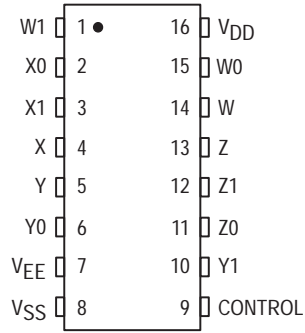 W1 1 16 VDD
X0 2 15 W0
X1 3 14 W
X 4 13 Z
Y 5 12 Z1
Y0 6 11 Z0
VEE 7 10 Y1
VSS 8 9 CONTROL